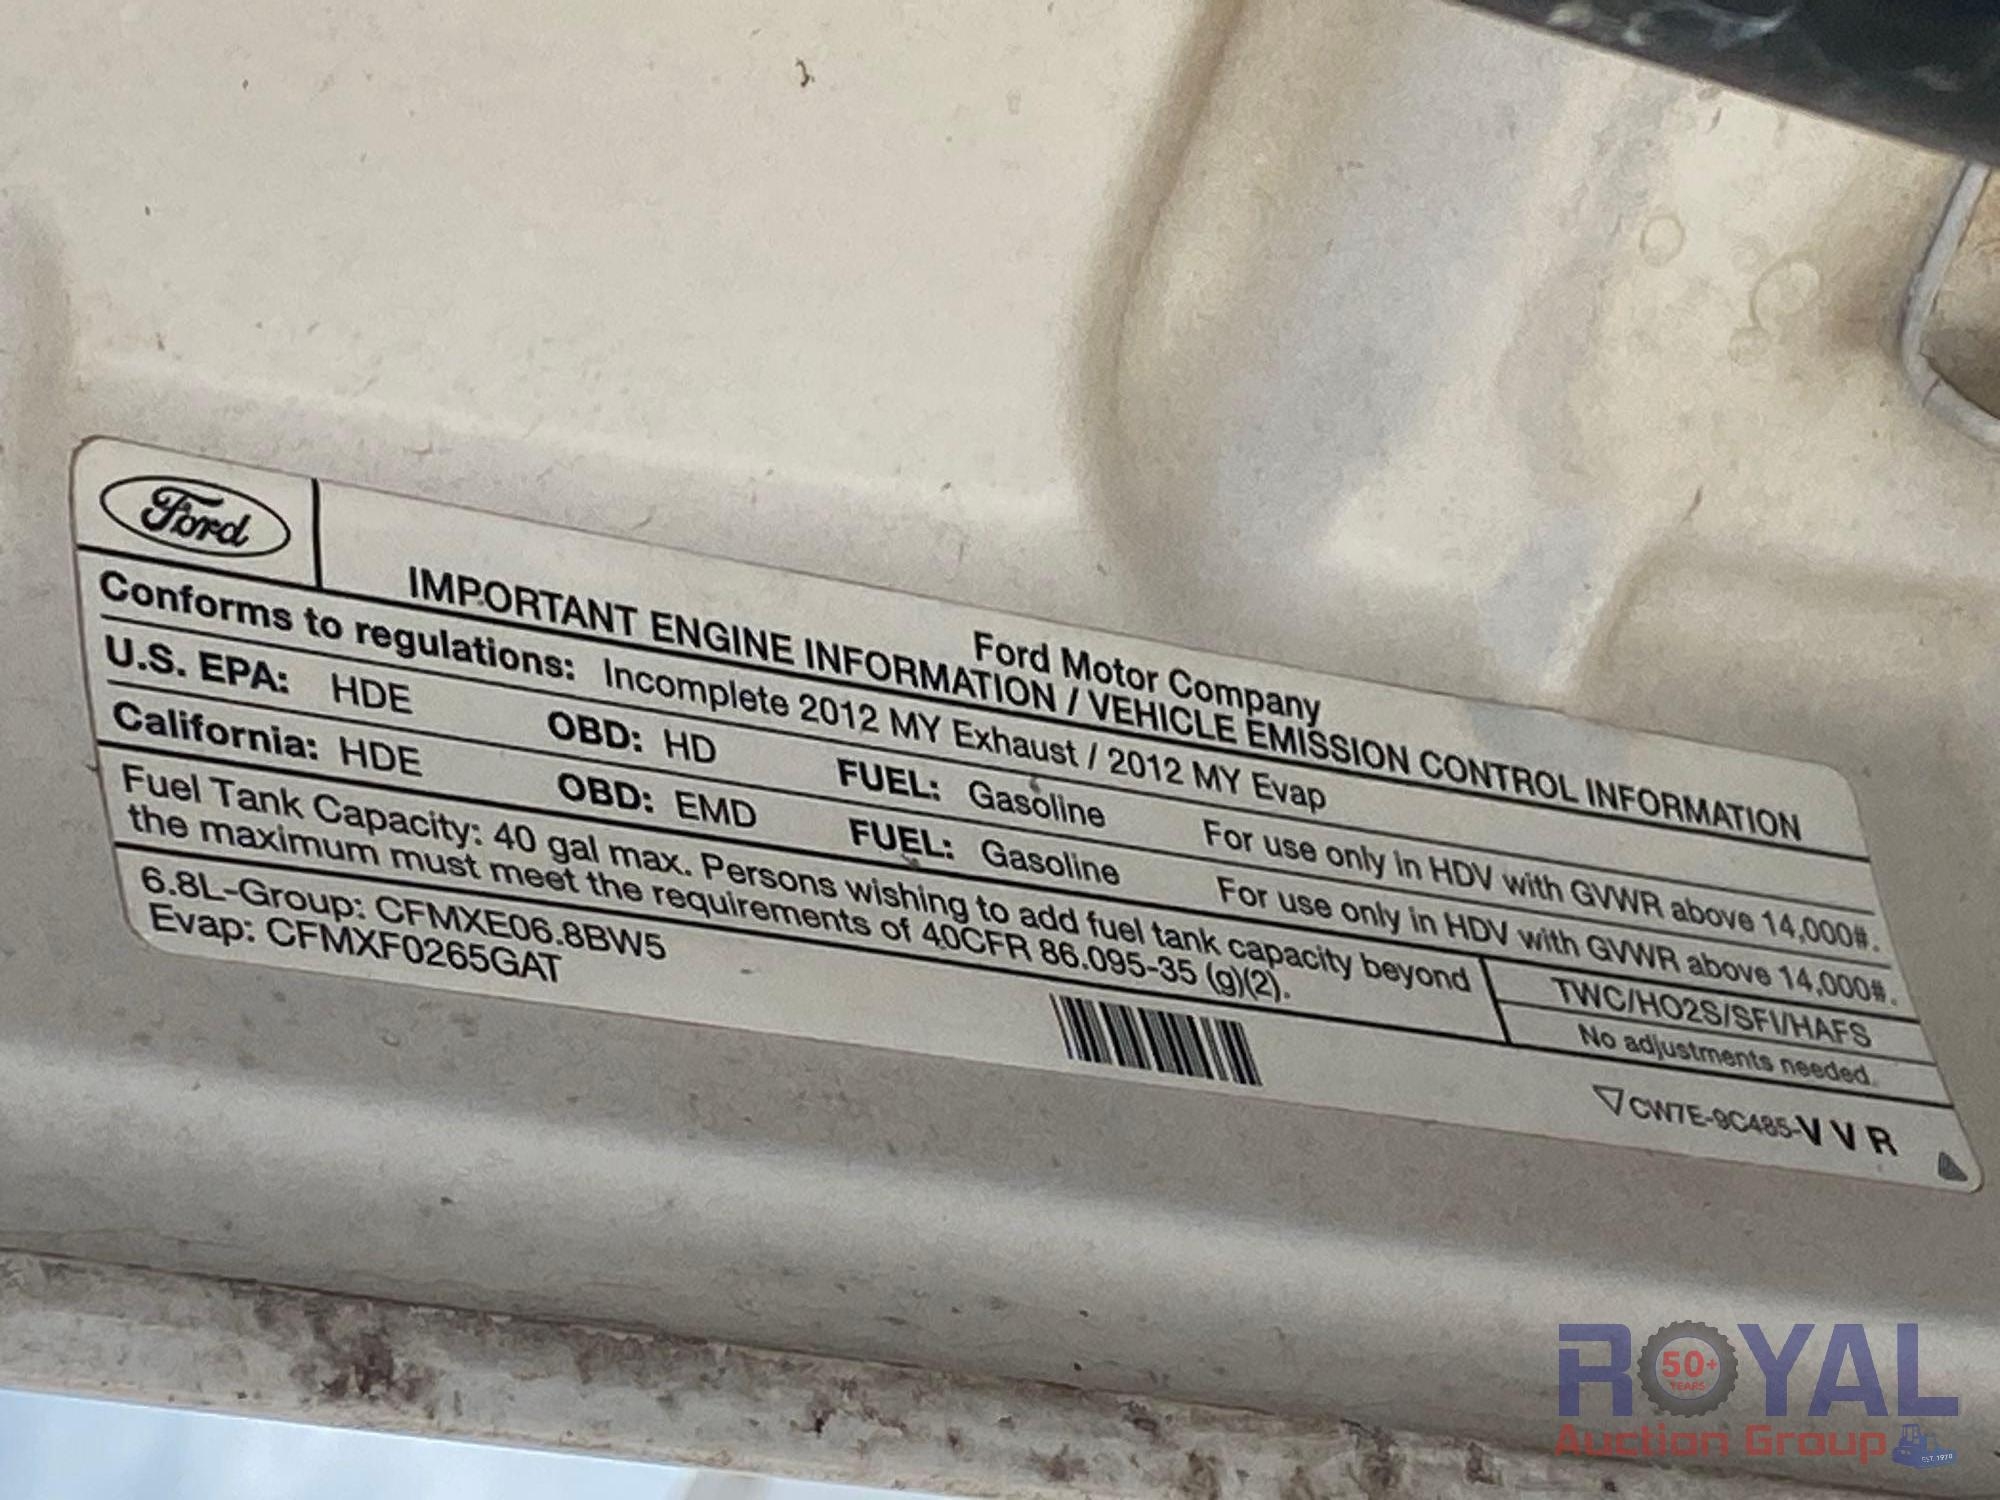 Ford
Ford Motor Company
IMPORTANT ENGINE INFORMATION / VEHICLE EMISSION CONTROL INFORMATION
Conforms to regulations: Incomplete 2012 MY Exhaust / 2012 MY Evap
U.S. EPA: HDE OBD: HD FUEL: Gasoline For use only in HDV with GVWR above 14,000#.
California: HDE OBD: EMD FUEL: Gasoline For use only in HDV with GVWR above 14,000#.
Fuel Tank Capacity: 40 gal max. Persons wishing to add fuel tank capacity beyond
the maximum must meet the requirements of 40CFR 86.095-35 (g)(2).
TWC/HO2S/SFI/HAFS
No adjustments needed.
6.8L-Group: CFMXE06.8BW5
Evap: CFMXF0265GAT
CW7E-9C485-V V R
ROYAL
50+
YEARS
Auction Group
EST. 1970